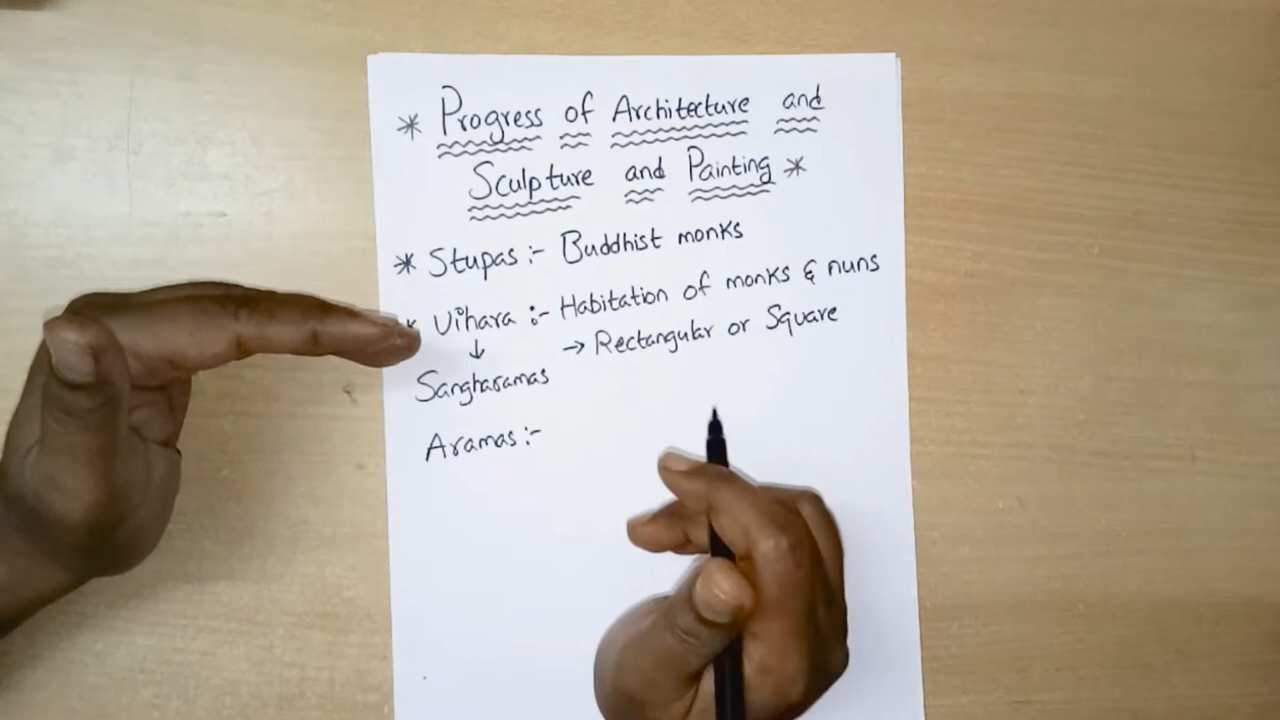 * Progress of Architecture and
Sculpture and Painting *
* Stupas :- Buddhist monks
* Vihara :- Habitation of monks & nuns
↓ → Rectangular or Square
Sangharamas
Aramas :-